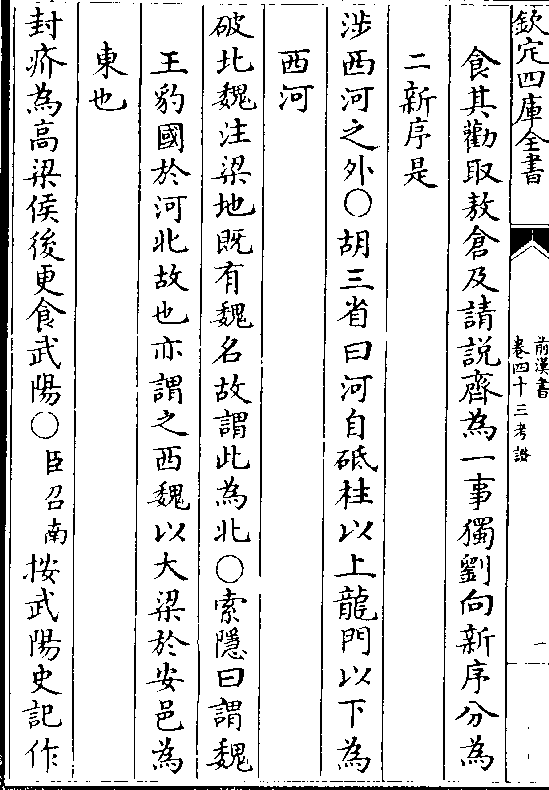 欽定四庫全書
前漢書
卷四十三考證
一
食其勸取敖倉及請説齊為一事獨劉向新序分為
二新序是
涉西河之外○胡三省曰河自砥柱以上龍門以下為
西河
破北魏注梁地既有魏名故謂此為北○索隱曰謂魏
王豹國於河北故也亦謂之西魏以大梁於安邑為
東也
封疥為高梁侯後更食武陽○臣召南按武陽史記作